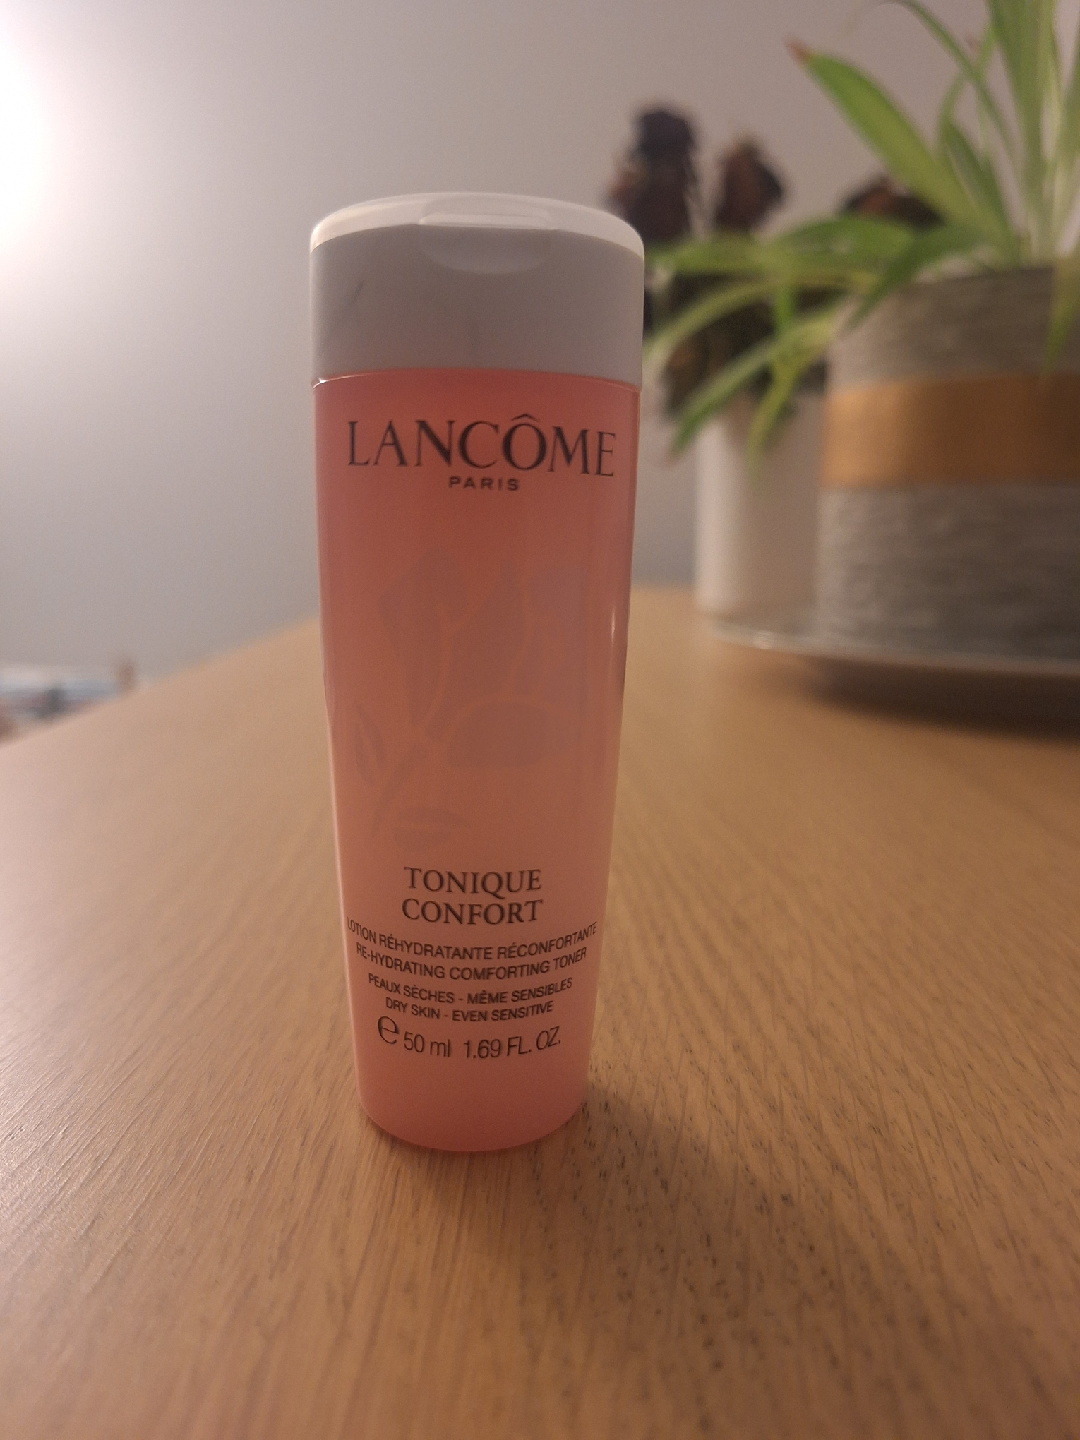 LANCÔME
PARIS
TONIQUE
CONFORT
LOTION RÉHYDRATANTE RÉCONFORTANTE
RE-HYDRATING COMFORTING TONER
PEAUX SÈCHES - MÊME SENSIBLES
DRY SKIN - EVEN SENSITIVE
℮ 50 ml 1.69 FL. OZ.